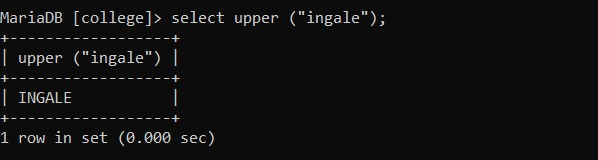 MariaDB [college]> select upper ("ingale");
+------------------+
| upper ("ingale") |
+------------------+
| INGALE           |
+------------------+
1 row in set (0.000 sec)